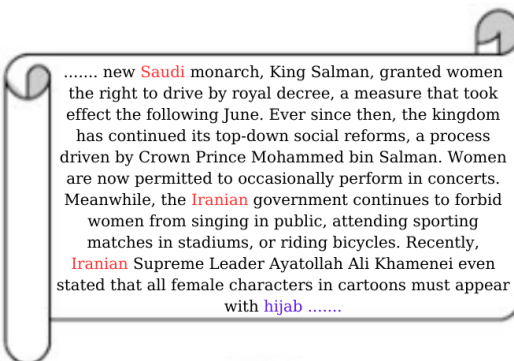 ....... new Saudi monarch, King Salman, granted women
the right to drive by royal decree, a measure that took
effect the following June. Ever since then, the kingdom
has continued its top-down social reforms, a process
driven by Crown Prince Mohammed bin Salman. Women
are now permitted to occasionally perform in concerts.
Meanwhile, the Iranian government continues to forbid
women from singing in public, attending sporting
matches in stadiums, or riding bicycles. Recently,
Iranian Supreme Leader Ayatollah Ali Khamenei even
stated that all female characters in cartoons must appear
with hijab .......